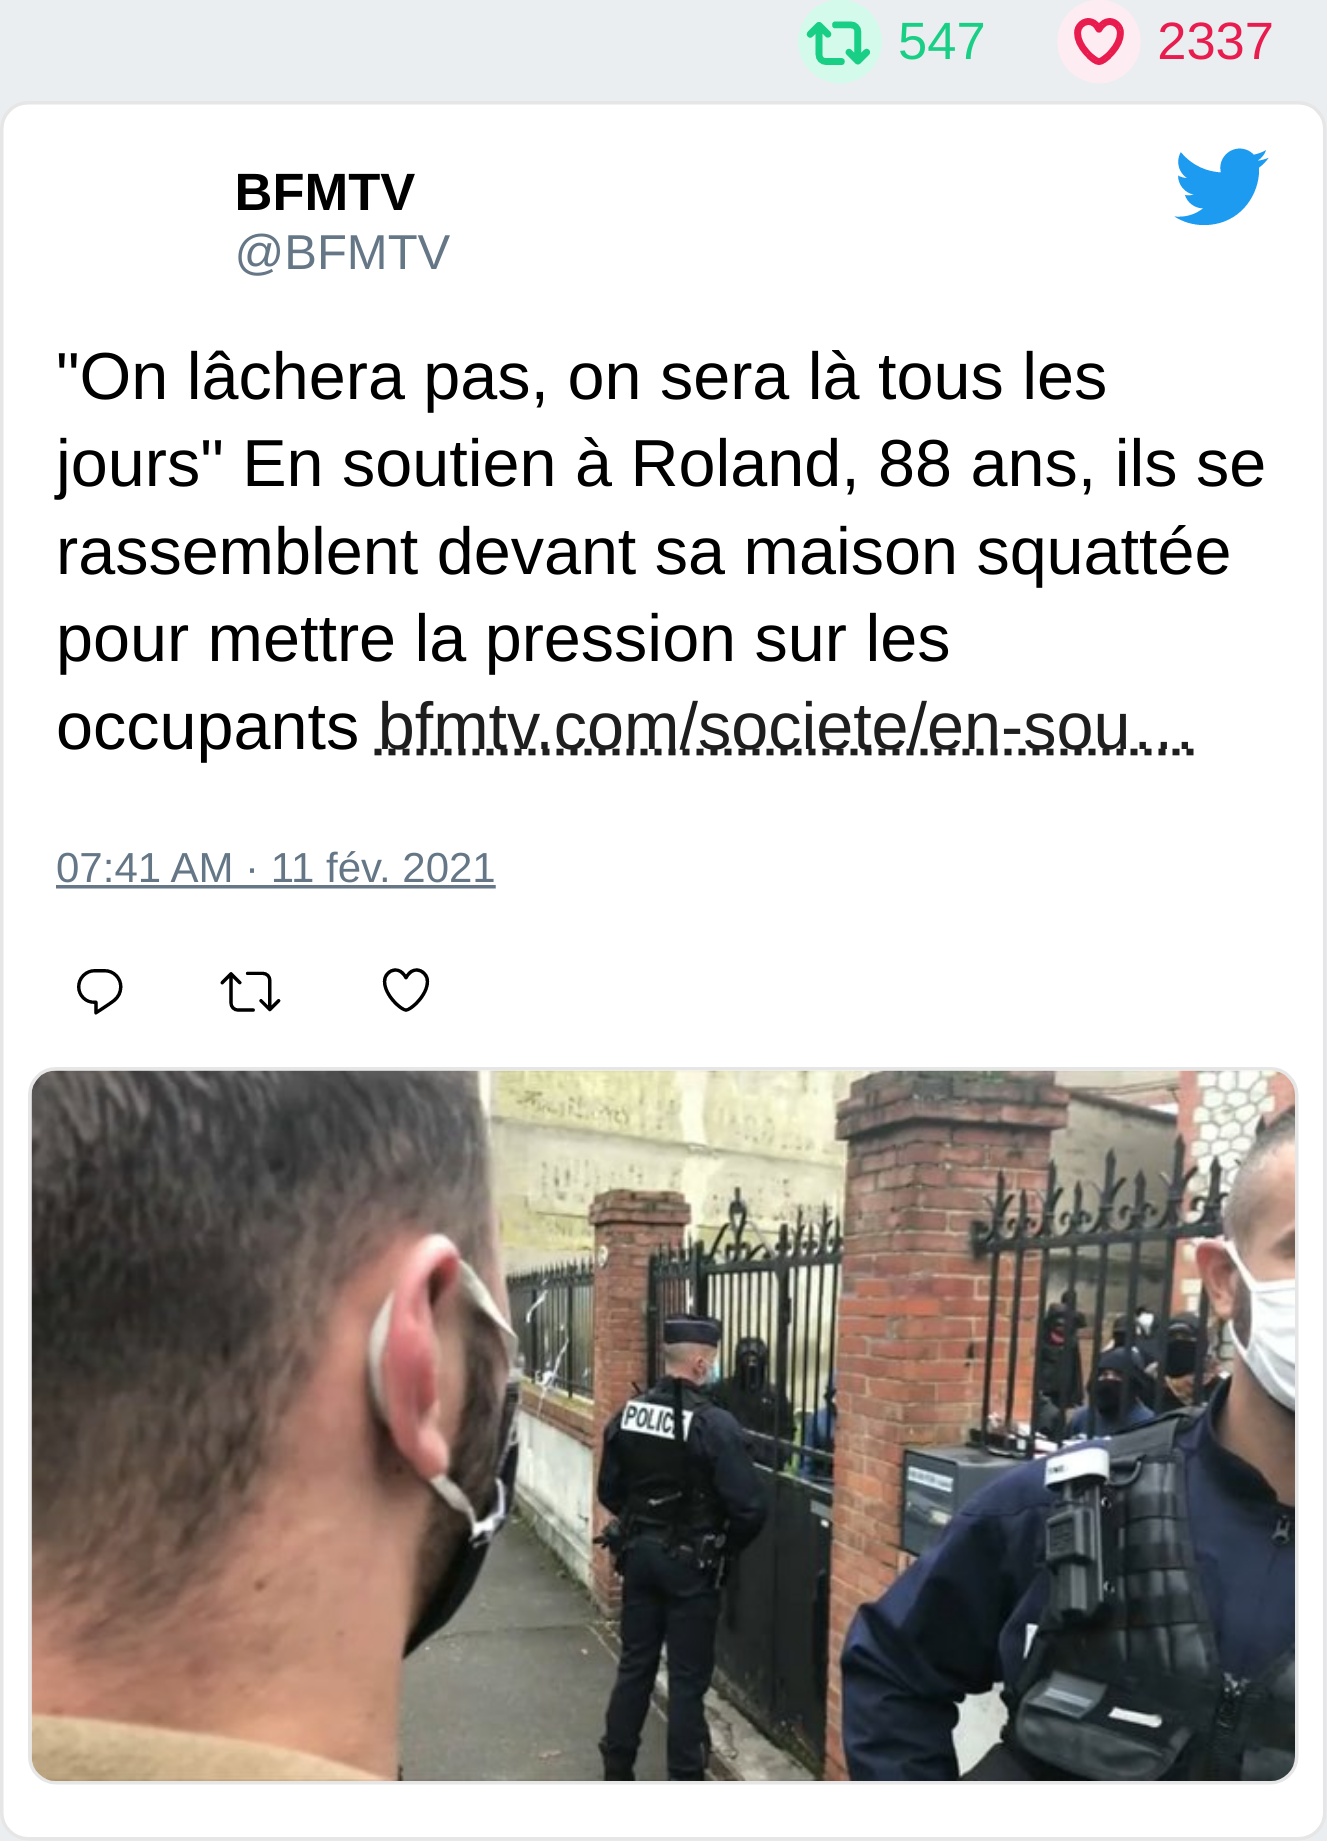 547 2337
BFMTV
@BFMTV
"On lâchera pas, on sera là tous les
jours" En soutien à Roland, 88 ans, ils se
rassemblent devant sa maison squattée
pour mettre la pression sur les
occupants bfmtv.com/societe/en-sou…
07:41 AM · 11 fév. 2021
POLICE